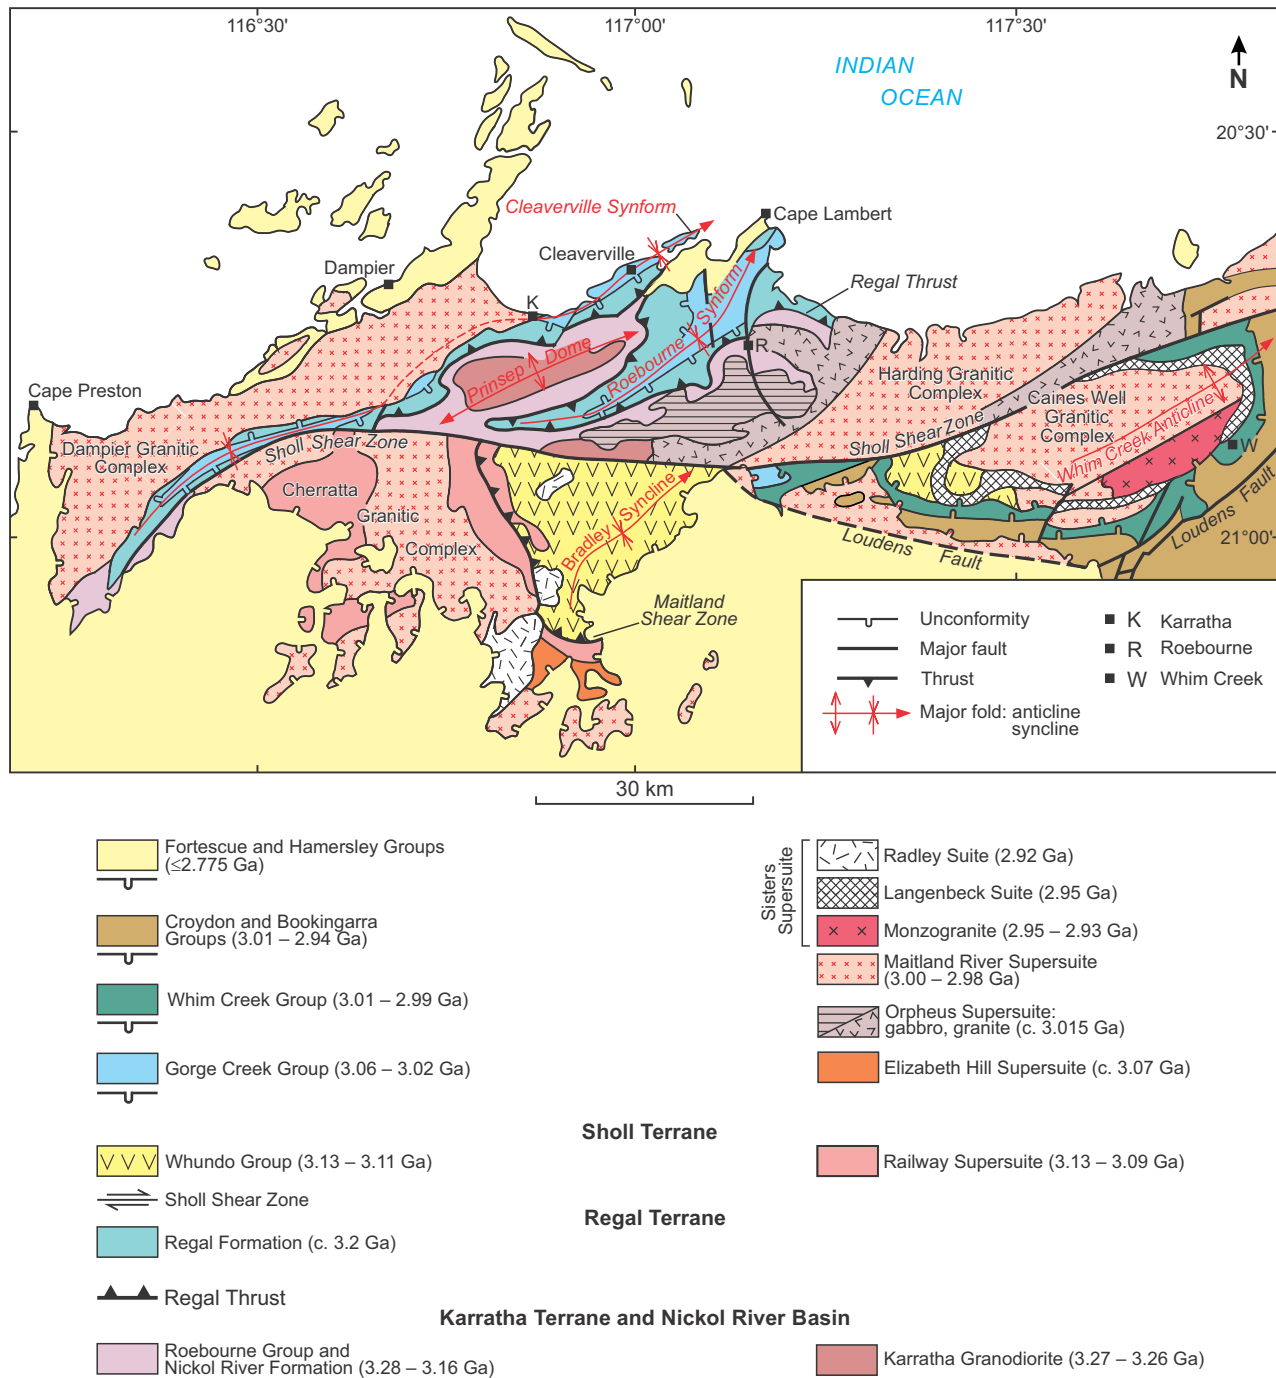 116°30'
117°00'
117°30'
INDIAN
OCEAN
N
20°30'
Cleaverville Synform
Cape Lambert
Cleaverville
Dampier
Regal Thrust
K
Roebourne Synform
R
Prinsep Dome
Harding Granitic
Complex
Cape Preston
Caines Well
Granitic
Complex
Dampier Granitic
Complex
Sholl Shear Zone
Sholl Shear Zone
Whim Creek Anticline
W
Cherratta
Granitic
Complex
Bradley Syncline
Loudens Fault
Loudens Fault
21°00'
Maitland
Shear Zone
Unconformity
Major fault
Thrust
Major fold: anticline
syncline
K Karratha
R Roebourne
W Whim Creek
30 km
Fortescue and Hamersley Groups
(≤2.775 Ga)
Croydon and Bookingarra
Groups (3.01 – 2.94 Ga)
Whim Creek Group (3.01 – 2.99 Ga)
Gorge Creek Group (3.06 – 3.02 Ga)
Sisters
Supersuite
Radley Suite (2.92 Ga)
Langenbeck Suite (2.95 Ga)
Monzogranite (2.95 – 2.93 Ga)
Maitland River Supersuite
(3.00 – 2.98 Ga)
Orpheus Supersuite:
gabbro, granite (c. 3.015 Ga)
Elizabeth Hill Supersuite (c. 3.07 Ga)
Sholl Terrane
Whundo Group (3.13 – 3.11 Ga)
Railway Supersuite (3.13 – 3.09 Ga)
Sholl Shear Zone
Regal Terrane
Regal Formation (c. 3.2 Ga)
Regal Thrust
Karratha Terrane and Nickol River Basin
Roebourne Group and
Nickol River Formation (3.28 – 3.16 Ga)
Karratha Granodiorite (3.27 – 3.26 Ga)